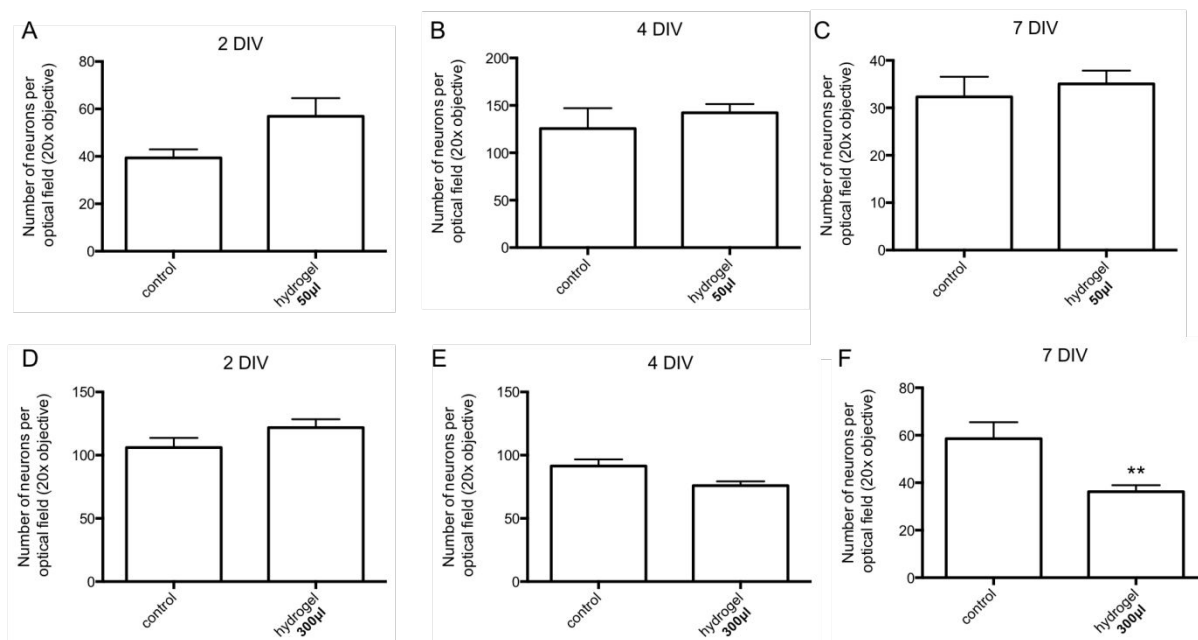 A
2 DIV
Number of neurons per
optical field (20x objective)
80
60
40
20
0
control
hydrogel
50µl
B
4 DIV
Number of neurons per
optical field (20x objective)
200
150
100
50
0
control
hydrogel
50µl
C
7 DIV
Number of neurons per
optical field (20x objective)
40
30
20
10
0
control
hydrogel
50µl
D
2 DIV
Number of neurons per
optical field (20x objective)
150
100
50
0
control
hydrogel
300µl
E
4 DIV
Number of neurons per
optical field (20x objective)
150
100
50
0
control
hydrogel
300µl
F
7 DIV
Number of neurons per
optical field (20x objective)
80
60
40
20
0
**
control
hydrogel
300µl